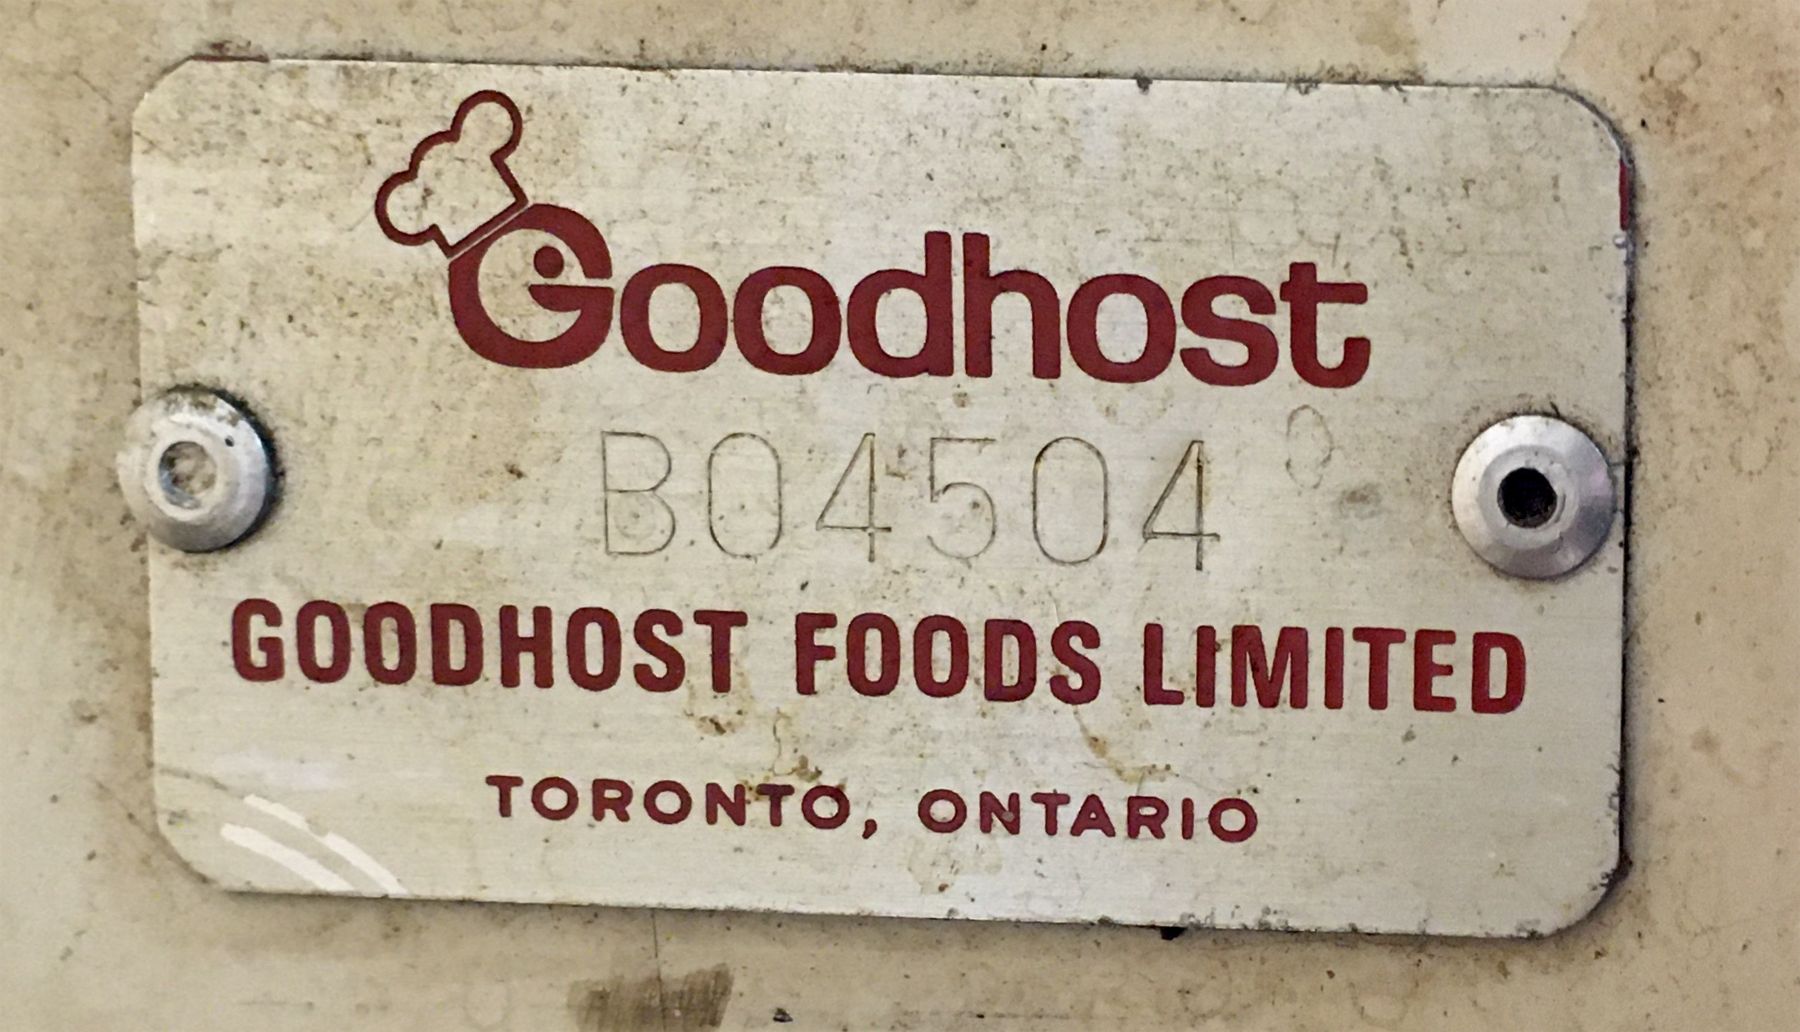 Goodhost
B04504
GOODHOST FOODS LIMITED
TORONTO, ONTARIO